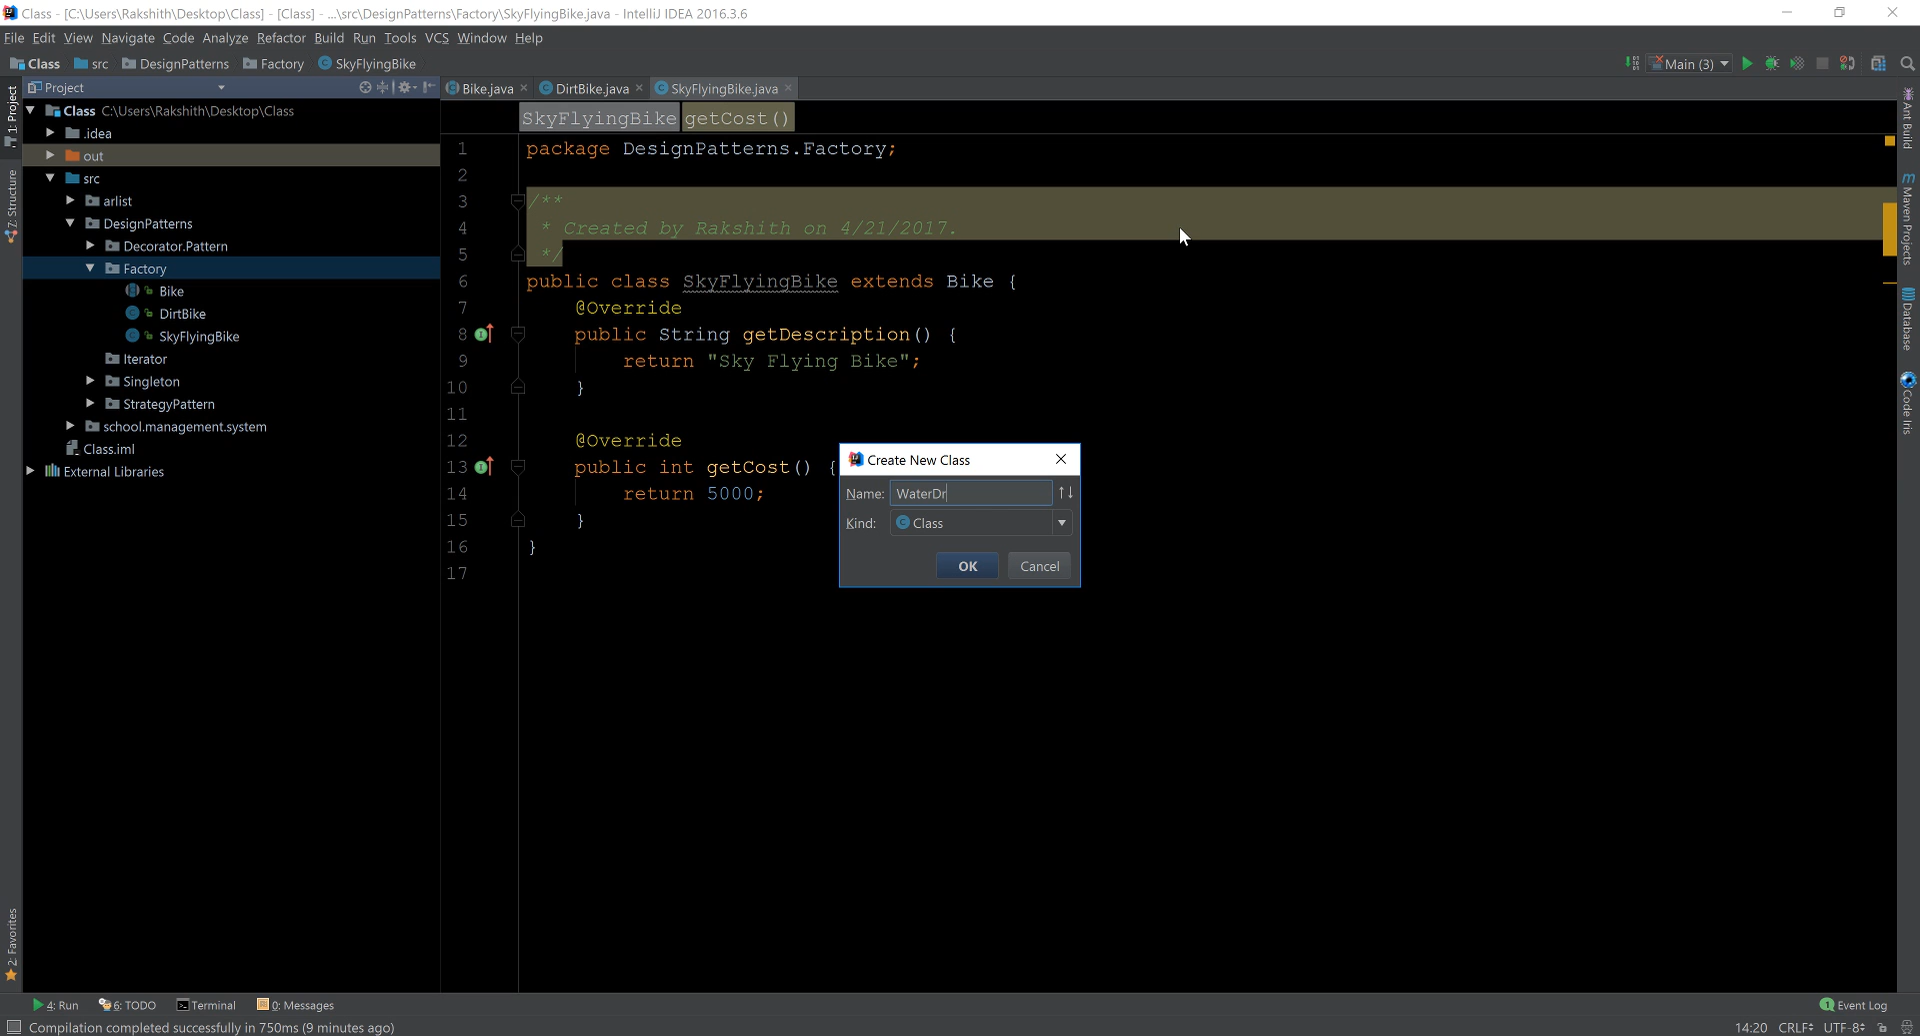 Class - [C:\Users\Rakshith\Desktop\Class] - [Class] - ...\src\DesignPatterns\Factory\SkyFlyingBike.java - IntelliJ IDEA 2016.3.6
File Edit View Navigate Code Analyze Refactor Build Run Tools VCS Window Help
Class src DesignPatterns Factory SkyFlyingBike
Main (3)
Project
Bike.java DirtBike.java SkyFlyingBike.java
1: Project
Z: Structure
2: Favorites
Class C:\Users\Rakshith\Desktop\Class
.idea
out
src
arlist
DesignPatterns
Decorator.Pattern
Factory
Bike
DirtBike
SkyFlyingBike
Iterator
Singleton
StrategyPattern
school.management.system
Class.iml
External Libraries
SkyFlyingBike getCost()
1 package DesignPatterns.Factory;
2
3 /**
4 * Created by Rakshith on 4/21/2017.
5 */
6 public class SkyFlyingBike extends Bike {
7 @Override
8 public String getDescription() {
9 return "Sky Flying Bike";
10 }
11
12 @Override
13 public int getCost() {
14 return 5000;
15 }
16 }
17
Create New Class
Name: WaterDr
Kind: Class
OK Cancel
Ant Build
Maven Projects
Database
Code Iris
4: Run 6: TODO Terminal 0: Messages
1 Event Log
Compilation completed successfully in 750ms (9 minutes ago)
14:20 CRLF UTF-8